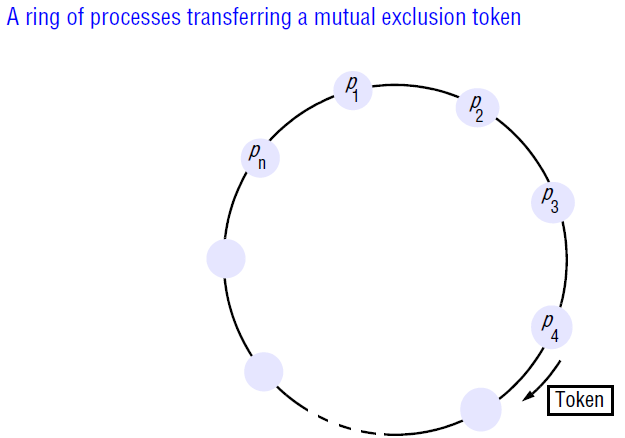 A ring of processes transferring a mutual exclusion token
p1
p2
pn
p3
p4
Token